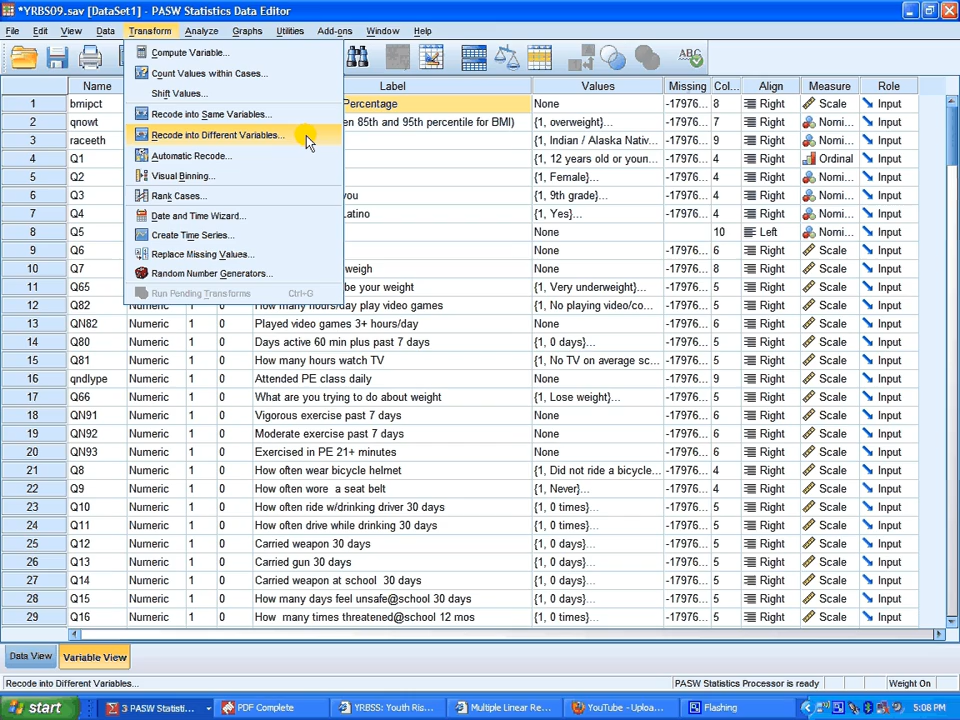 *YRBS09.sav [DataSet1] - PASW Statistics Data Editor
File Edit View Data Transform Analyze Graphs Utilities Add-ons Window Help
ABC
Name Label Values Missing Col... Align Measure Role
Compute Variable...
Count Values within Cases...
Shift Values...
Recode into Same Variables...
Recode into Different Variables...
Automatic Recode...
Visual Binning...
Rank Cases...
Date and Time Wizard...
Create Time Series...
Replace Missing Values...
Random Number Generators...
Run Pending Transforms Ctrl+G
1 bmipct Percentage None -17976... 8 Right Scale Input
2 qnowt en 85th and 95th percentile for BMI) {1, overweight}... -17976... 7 Right Nomi... Input
3 raceeth {1, Indian / Alaska Nativ... -17976... 9 Right Nomi... Input
4 Q1 {1, 12 years old or youn... -17976... 4 Right Ordinal Input
5 Q2 {1, Female}... -17976... 4 Right Nomi... Input
6 Q3 you {1, 9th grade}... -17976... 4 Right Nomi... Input
7 Q4 Latino {1, Yes}... -17976... 4 Right Nomi... Input
8 Q5 None 10 Left Nomi... Input
9 Q6 None -17976... 6 Right Scale Input
10 Q7 weigh None -17976... 6 Right Scale Input
11 Q65 be your weight {1, Very underweight}... -17976... 5 Right Scale Input
12 Q82 Numeric 1 0 How many hours/day play video games {1, No playing video/co... -17976... 5 Right Scale Input
13 QN82 Numeric 1 0 Played video games 3+ hours/day None -17976... 6 Right Scale Input
14 Q80 Numeric 1 0 Days active 60 min plus past 7 days {1, 0 days}... -17976... 5 Right Scale Input
15 Q81 Numeric 1 0 How many hours watch TV {1, No TV on average sc... -17976... 5 Right Scale Input
16 qndlype Numeric 1 0 Attended PE class daily None -17976... 9 Right Scale Input
17 Q66 Numeric 1 0 What are you trying to do about weight {1, Lose weight}... -17976... 5 Right Scale Input
18 QN91 Numeric 1 0 Vigorous exercise past 7 days None -17976... 6 Right Scale Input
19 QN92 Numeric 1 0 Moderate exercise past 7 days None -17976... 6 Right Scale Input
20 QN93 Numeric 1 0 Exercised in PE 21+ minutes None -17976... 6 Right Scale Input
21 Q8 Numeric 1 0 How often wear bicycle helmet {1, Did not ride a bicycle... -17976... 4 Right Scale Input
22 Q9 Numeric 1 0 How often wore a seat belt {1, Never}... -17976... 4 Right Scale Input
23 Q10 Numeric 1 0 How often ride w/drinking driver 30 days {1, 0 times}... -17976... 5 Right Scale Input
24 Q11 Numeric 1 0 How often drive while drinking 30 days {1, 0 times}... -17976... 5 Right Scale Input
25 Q12 Numeric 1 0 Carried weapon 30 days {1, 0 days}... -17976... 5 Right Scale Input
26 Q13 Numeric 1 0 Carried gun 30 days {1, 0 days}... -17976... 5 Right Scale Input
27 Q14 Numeric 1 0 Carried weapon at school 30 days {1, 0 days}... -17976... 5 Right Scale Input
28 Q15 Numeric 1 0 How many days feel unsafe@school 30 days {1, 0 days}... -17976... 5 Right Scale Input
29 Q16 Numeric 1 0 How many times threatened@school 12 mos {1, 0 times}... -17976... 5 Right Scale Input
Data View Variable View
Recode into Different Variables... PASW Statistics Processor is ready Weight On
start 3 PASW Statisti... PDF Complete YRBSS: Youth Ris... Multiple Linear Re... YouTube - Uploa... Flashing 5:08 PM